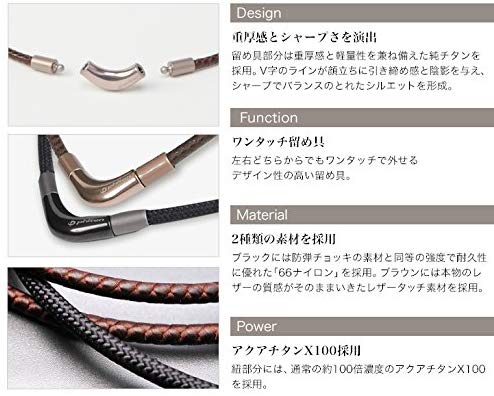 Design
重厚感とシャープさを演出
留め具部分は重厚感と軽量性を兼ね備えた純チタンを
採用。V字のラインが顔立ちに引き締め感と陰影を与え、
シャープでバランスのとれたシルエットを形成。
Function
ワンタッチ留め具
左右どちらからでもワンタッチで外せる
デザイン性の高い留め具。
Material
2種類の素材を採用
ブラックには防弾チョッキの素材と同等の強度で耐久性
に優れた「66ナイロン」を採用。ブラウンには本物のレ
ザーの質感がそのままいきたレザータッチ素材を採用。
Power
アクアチタンX100採用
紐部分には、通常の約100倍濃度のアクアチタンX100
を採用。
phiten
phiten